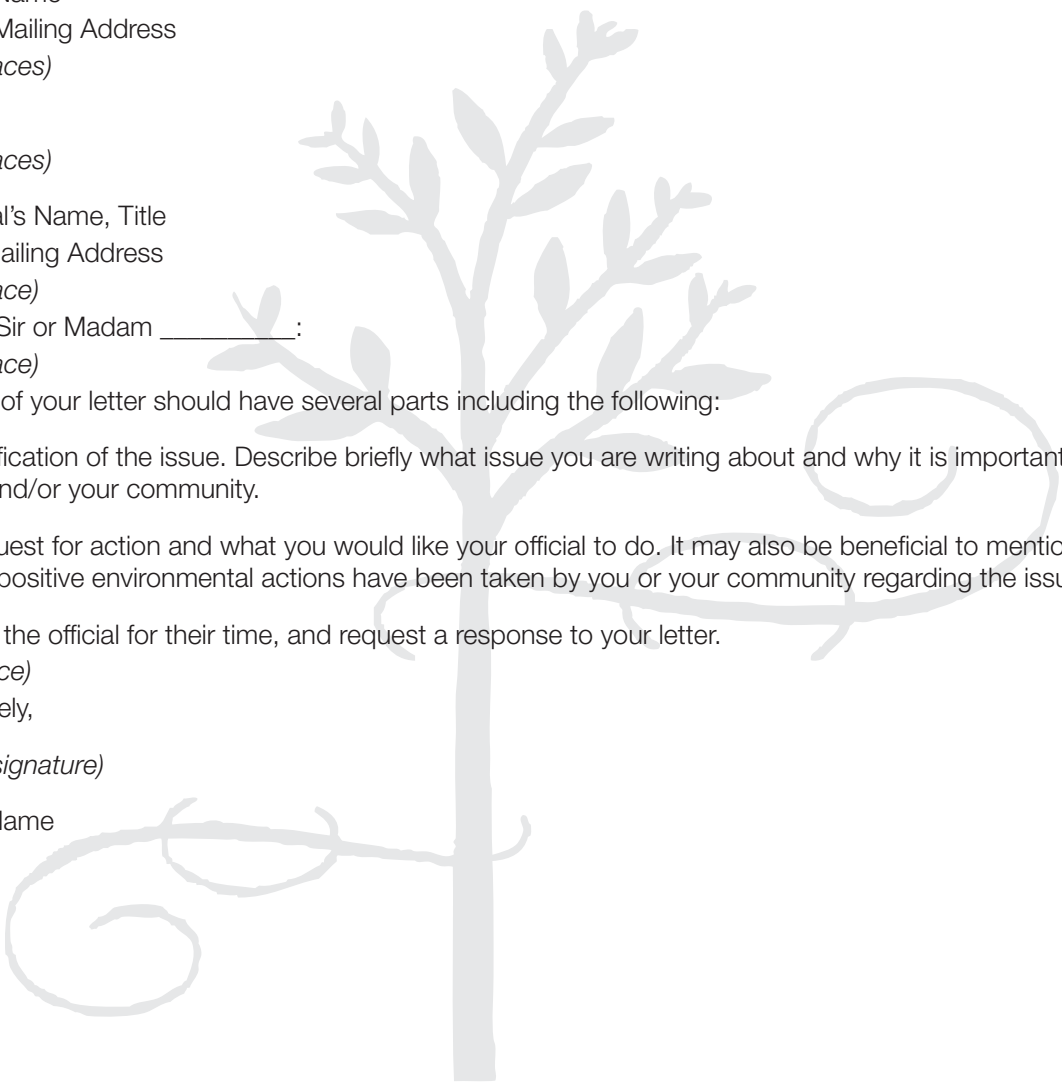 Name
Mailing Address
aces)
aces)
al’s Name, Title
ailing Address
ace)
Sir or Madam __________:
ace)
of your letter should have several parts including the following:
fication of the issue. Describe briefly what issue you are writing about and why it is important
nd/or your community.
uest for action and what you would like your official to do. It may also be beneficial to mentio
positive environmental actions have been taken by you or your community regarding the issu
the official for their time, and request a response to your letter.
ce)
ely,
signature)
Name